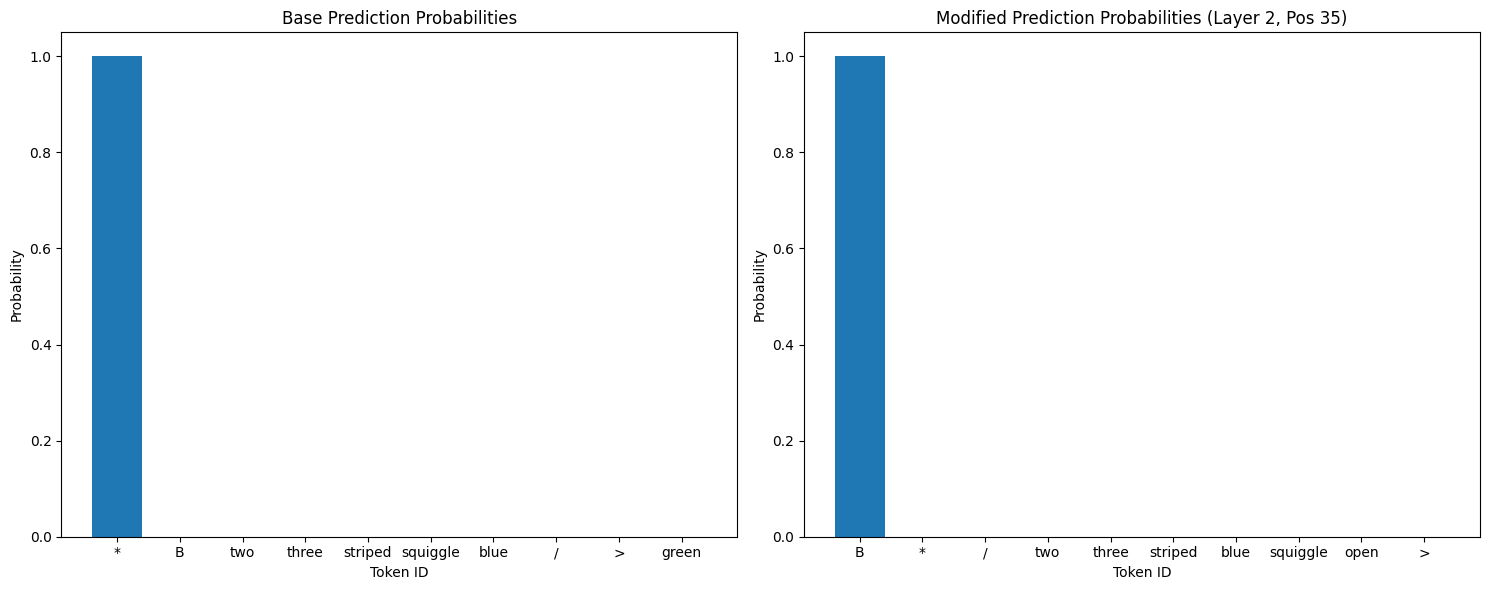 Base Prediction Probabilities
Probability
1.0
0.8
0.6
0.4
0.2
0.0
* B two three striped squiggle blue / > green
Token ID
Modified Prediction Probabilities (Layer 2, Pos 35)
Probability
1.0
0.8
0.6
0.4
0.2
0.0
B * / two three striped blue squiggle open >
Token ID